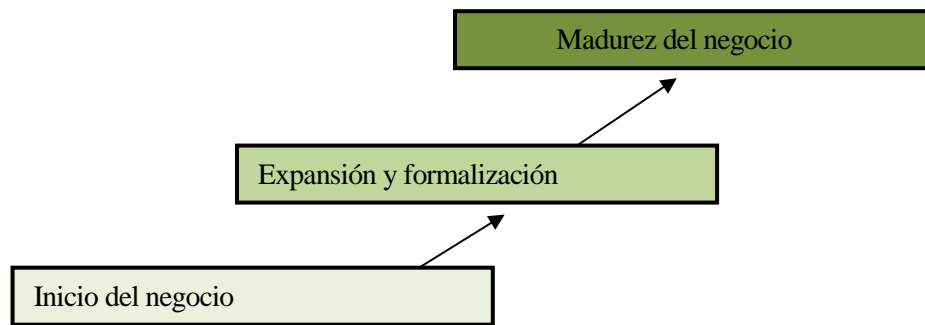 Madurez del negocio
Expansión y formalización
Inicio del negocio